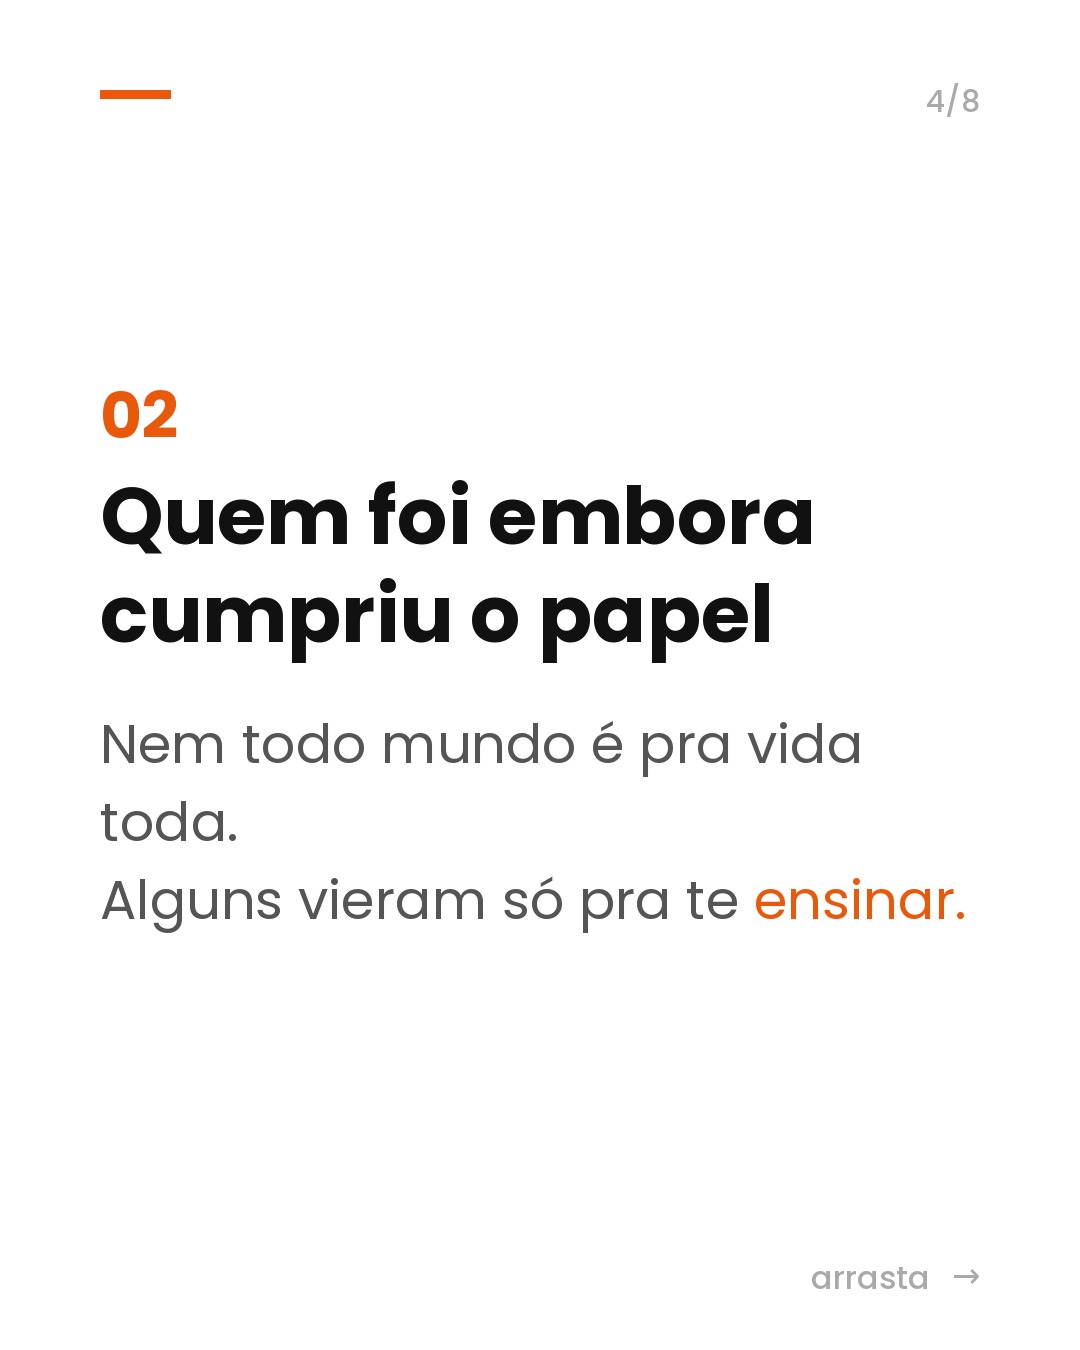 4/8
02
Quem foi embora
cumpriu o papel
Nem todo mundo é pra vida
toda.
Alguns vieram só pra te ensinar.
arrasta →